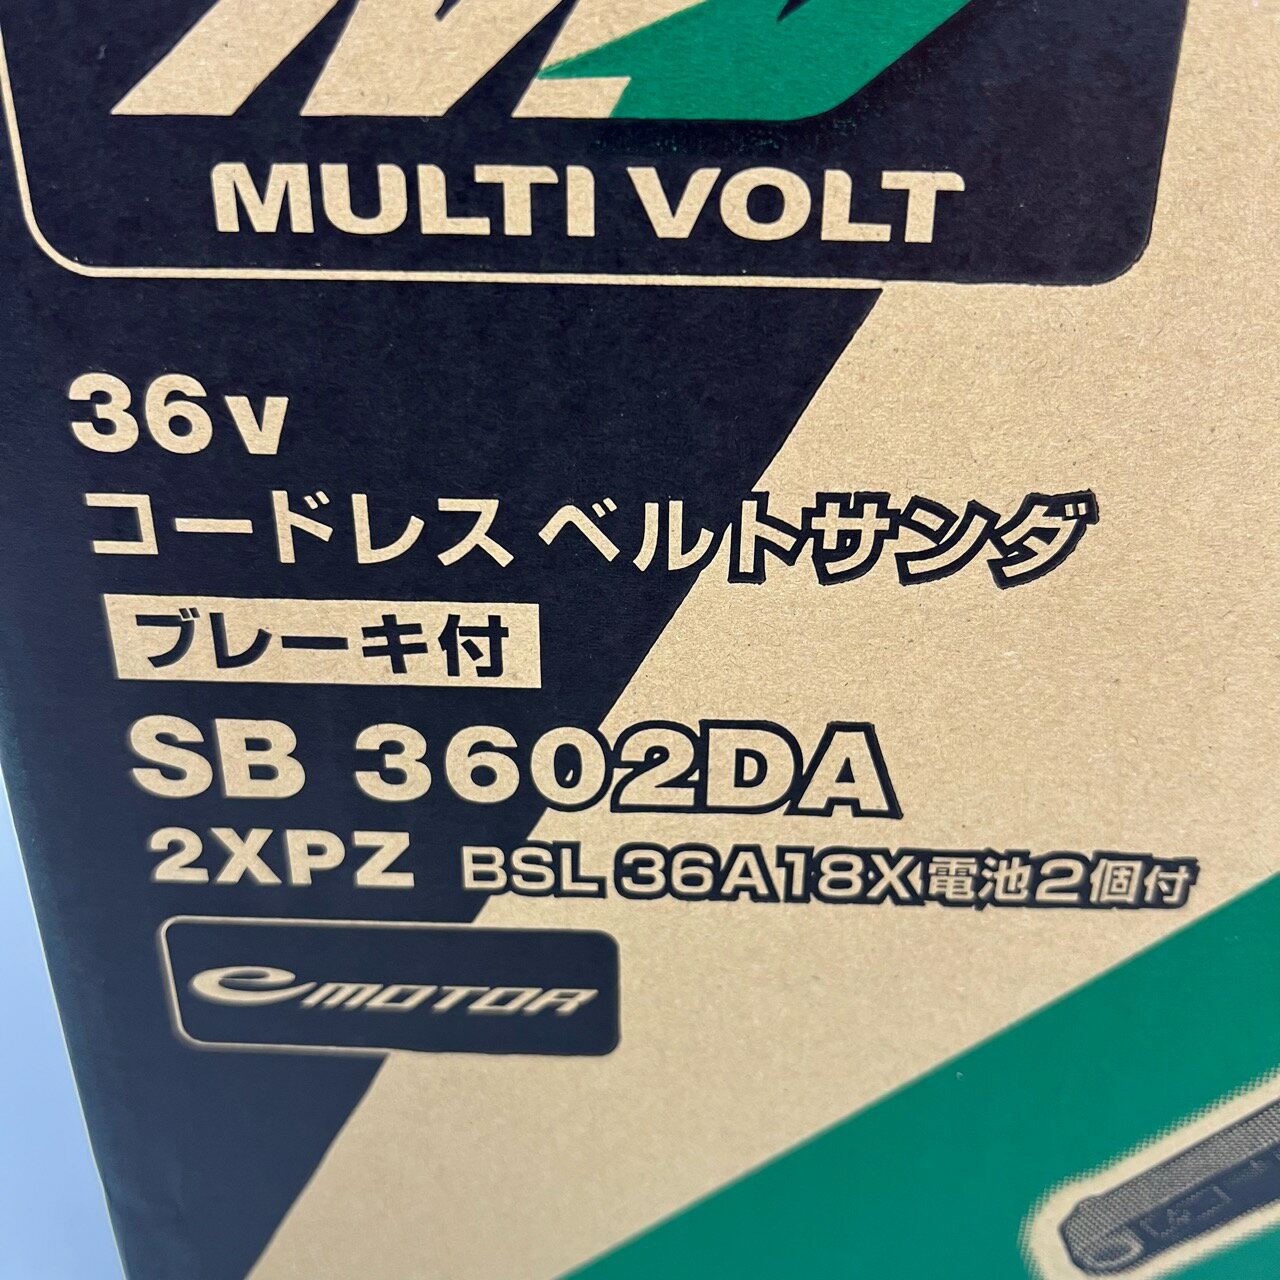 MULTI VOLT
36v
コードレス ベルトサンダ
ブレーキ付
SB 3602DA
2XPZ BSL 36A18X電池2個付
e MOTOR